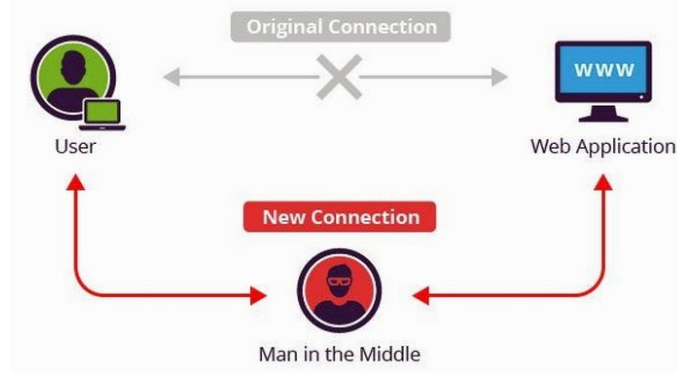 Original Connection
www
User
Web Application
New Connection
Man in the Middle